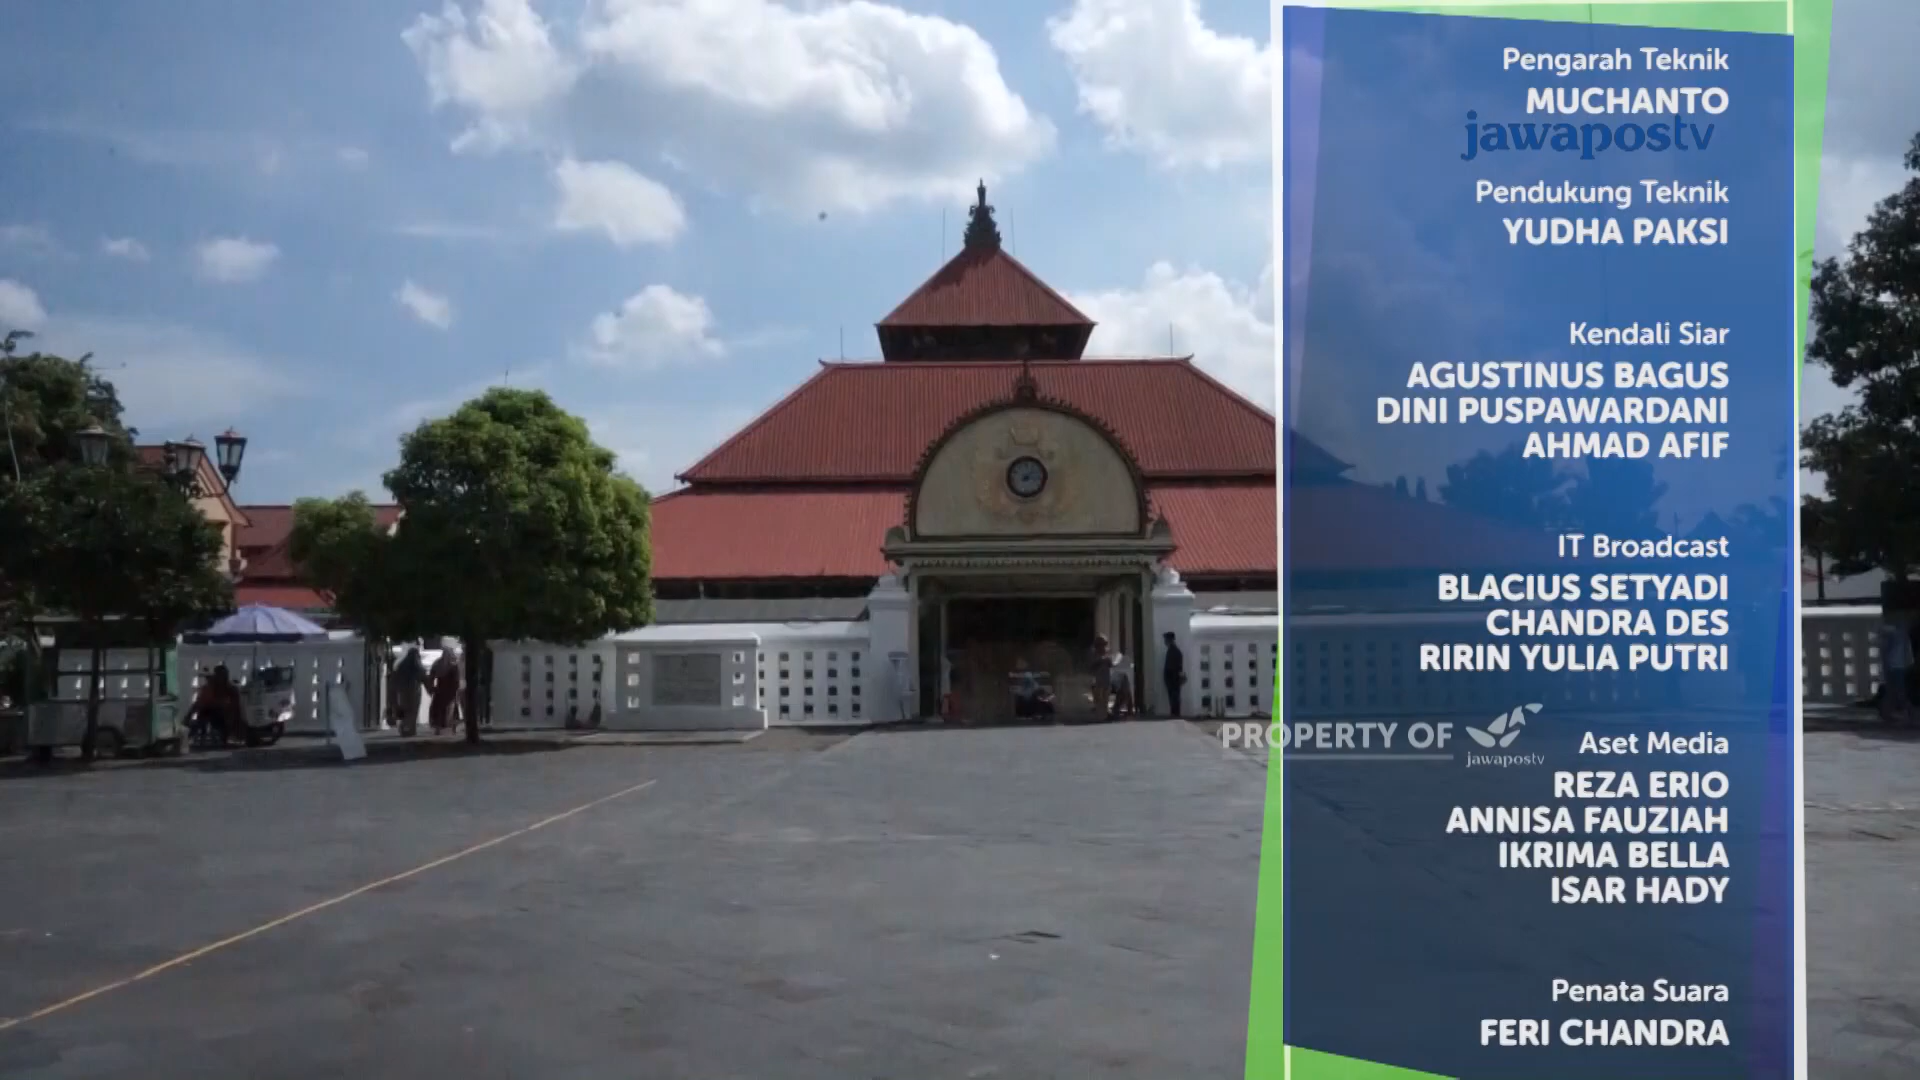 Pengarah Teknik
MUCHANTO
jawapostv
Pendukung Teknik
YUDHA PAKSI
Kendali Siar
AGUSTINUS BAGUS
DINI PUSPAWARDANI
AHMAD AFIF
IT Broadcast
BLACIUS SETYADI
CHANDRA DES
RIRIN YULIA PUTRI
PROPERTY OF jawapostv
Aset Media
REZA ERIO
ANNISA FAUZIAH
IKRIMA BELLA
ISAR HADY
Penata Suara
FERI CHANDRA